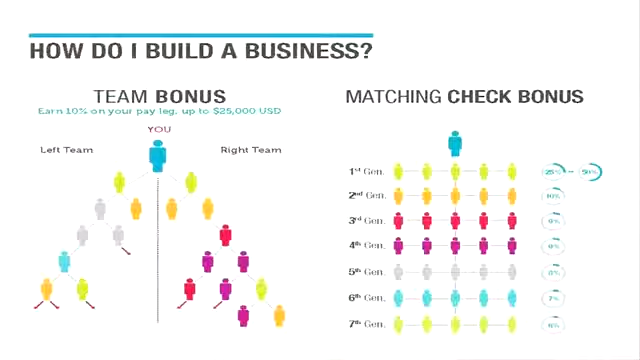 HOW DO I BUILD A BUSINESS?
TEAM BONUS
Earn 10% on your pay leg, up to $25,000 USD
YOU
Left Team
Right Team
MATCHING CHECK BONUS
1st Gen.
25% - 50%
2nd Gen.
10%
3rd Gen.
4th Gen.
5th Gen.
6th Gen.
7%
7th Gen.